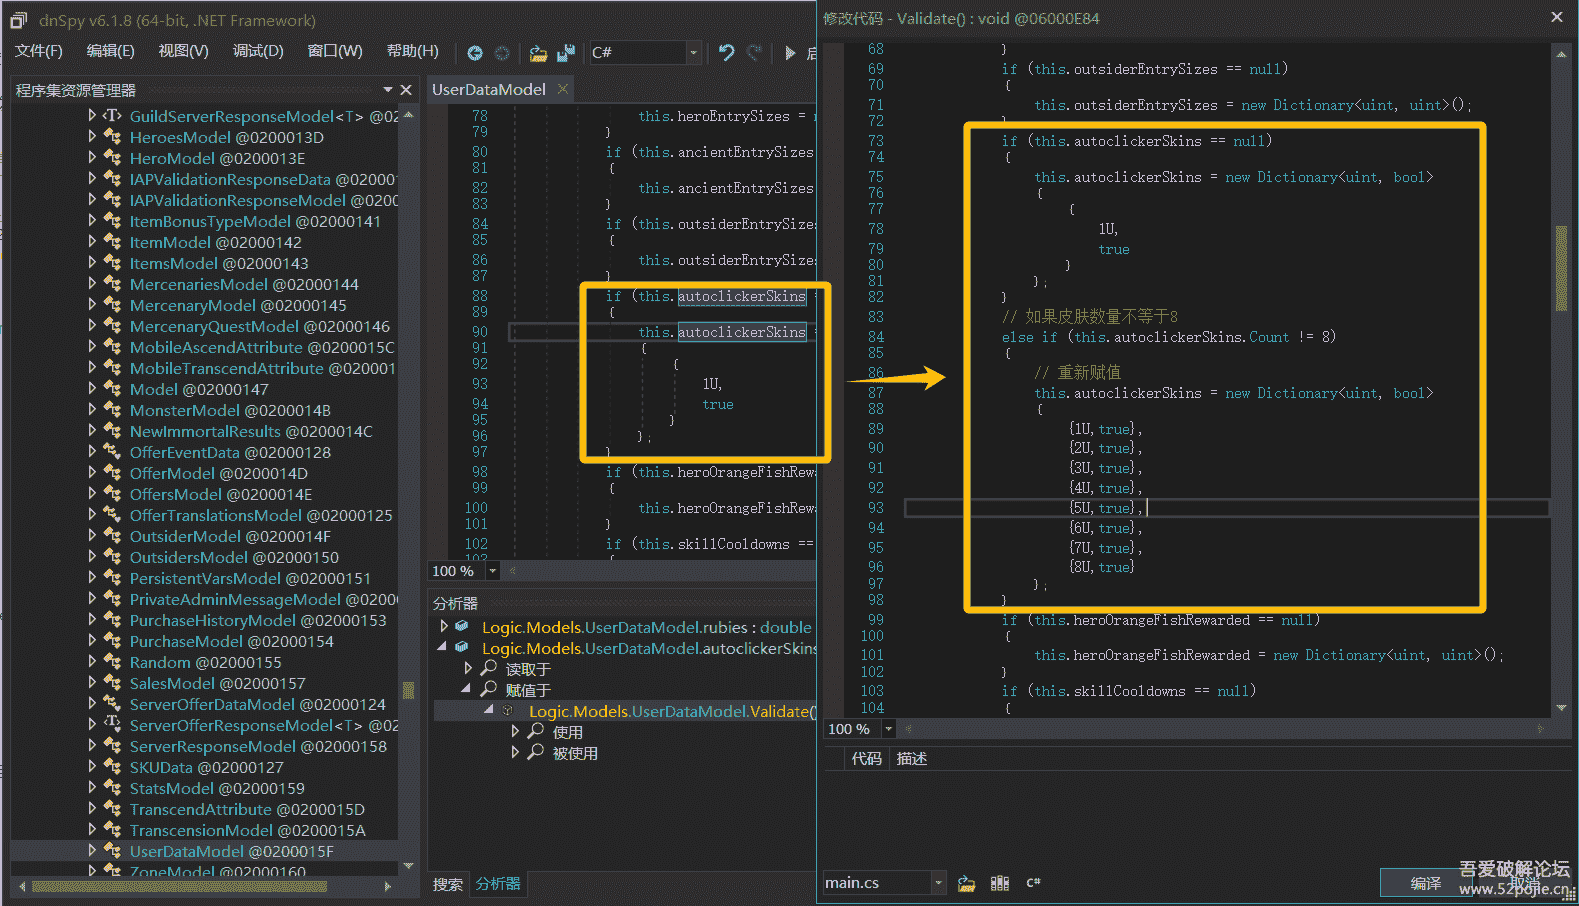 dnSpy v6.1.8 (64-bit, .NET Framework)
文件(F) 编辑(E) 视图(V) 调试(D) 窗口(W) 帮助(H) C# 启
程序集资源管理器
GuildServerResponseModel<T> @02
HeroesModel @0200013D
HeroModel @0200013E
IAPValidationResponseData @02000
IAPValidationResponseModel @0200
ItemBonusTypeModel @02000141
ItemModel @02000142
ItemsModel @02000143
MercenariesModel @02000144
MercenaryModel @02000145
MercenaryQuestModel @02000146
MobileAscendAttribute @0200015C
MobileTranscendAttribute @020001
Model @02000147
MonsterModel @0200014B
NewImmortalResults @0200014C
OfferEventData @02000128
OfferModel @0200014D
OffersModel @0200014E
OfferTranslationsModel @02000125
OutsiderModel @0200014F
OutsidersModel @02000150
PersistentVarsModel @02000151
PrivateAdminMessageModel @0200
PurchaseHistoryModel @02000153
PurchaseModel @02000154
Random @02000155
SalesModel @02000157
ServerOfferDataModel @02000124
ServerOfferResponseModel<T> @02
ServerResponseModel @02000158
SKUData @02000127
StatsModel @02000159
TranscendAttribute @0200015D
TranscensionModel @0200015A
UserDataModel @0200015F
ZoneModel @02000160
UserDataModel
78 this.heroEntrySizes = n
79 }
80 if (this.ancientEntrySizes
81 {
82 this.ancientEntrySizes
83 }
84 if (this.outsiderEntrySizes
85 {
86 this.outsiderEntrySizes
87 }
88 if (this.autoclickerSkins =
89 {
90 this.autoclickerSkins =
91 {
92 {
93 1U,
94 true
95 }
96 };
97 }
98 if (this.heroOrangeFishRewa
99 {
100 this.heroOrangeFishRewa
101 }
102 if (this.skillCooldowns ==
103 {
100 %
分析器
Logic.Models.UserDataModel.rubies : double
Logic.Models.UserDataModel.autoclickerSkins
读取于
赋值于
Logic.Models.UserDataModel.Validate()
使用
被使用
搜索 分析器
修改代码 - Validate() : void @06000E84
68 }
69 if (this.outsiderEntrySizes == null)
70 {
71 this.outsiderEntrySizes = new Dictionary<uint, uint>();
72 }
73 if (this.autoclickerSkins == null)
74 {
75 this.autoclickerSkins = new Dictionary<uint, bool>
76 {
77 {
78 1U,
79 true
80 }
81 };
82 }
83 // 如果皮肤数量不等于8
84 else if (this.autoclickerSkins.Count != 8)
85 {
86 // 重新赋值
87 this.autoclickerSkins = new Dictionary<uint, bool>
88 {
89 {1U,true},
90 {2U,true},
91 {3U,true},
92 {4U,true},
93 {5U,true},
94 {6U,true},
95 {7U,true},
96 {8U,true}
97 };
98 }
99 if (this.heroOrangeFishRewarded == null)
100 {
101 this.heroOrangeFishRewarded = new Dictionary<uint, uint>();
102 }
103 if (this.skillCooldowns == null)
104 {
100 %
代码 描述
main.cs C# 编译 取消
吾爱破解论坛
www.52pojie.cn